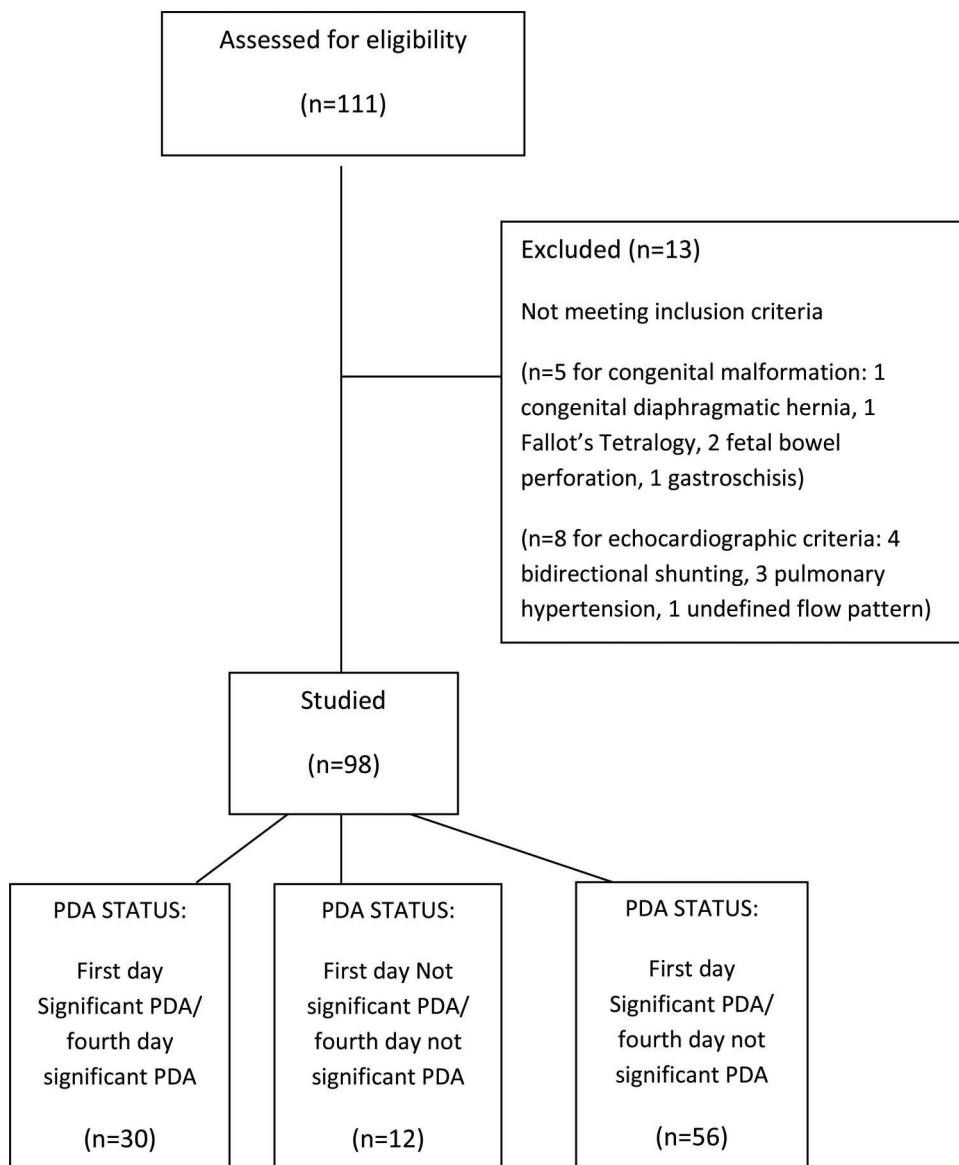 Assessed for eligibility
(n=111)
Excluded (n=13)
Not meeting inclusion criteria
(n=5 for congenital malformation: 1
congenital diaphragmatic hernia, 1
Fallot’s Tetralogy, 2 fetal bowel
perforation, 1 gastroschisis)
(n=8 for echocardiographic criteria: 4
bidirectional shunting, 3 pulmonary
hypertension, 1 undefined flow pattern)
Studied
(n=98)
PDA STATUS:
First day
Significant PDA/
fourth day
significant PDA
(n=30)
PDA STATUS:
First day Not
significant PDA/
fourth day not
significant PDA
(n=12)
PDA STATUS:
First day
Significant PDA/
fourth day not
significant PDA
(n=56)